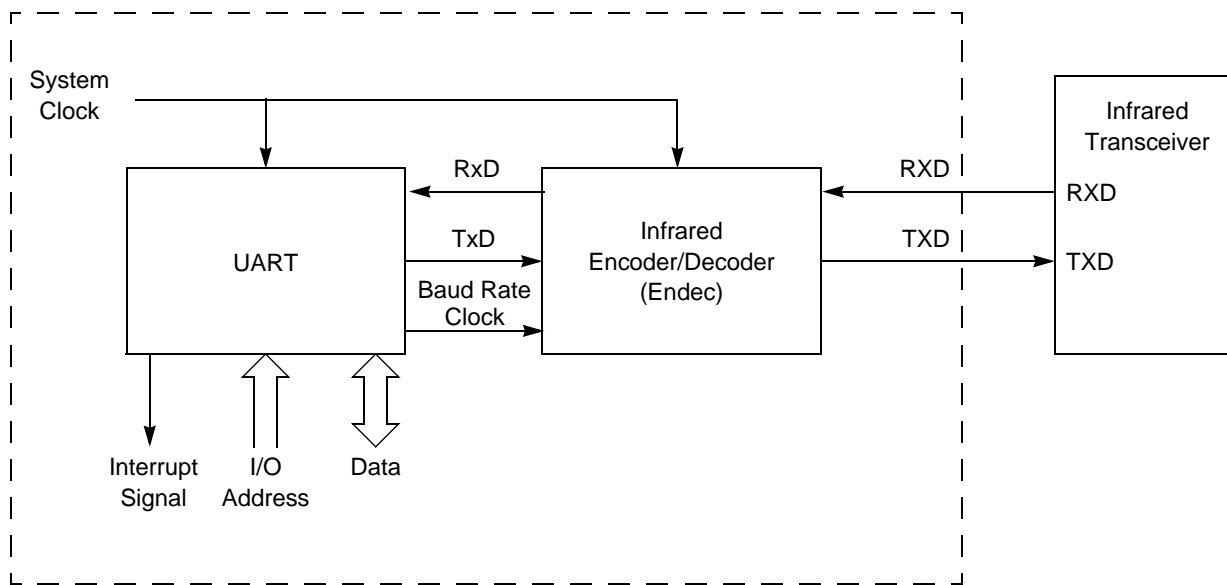 System
Clock
Infrared
Transceiver
RxD
RXD
RXD
TxD
TXD
TXD
UART
Infrared
Encoder/Decoder
(Endec)
Baud Rate
Clock
Interrupt
Signal
I/O
Address
Data